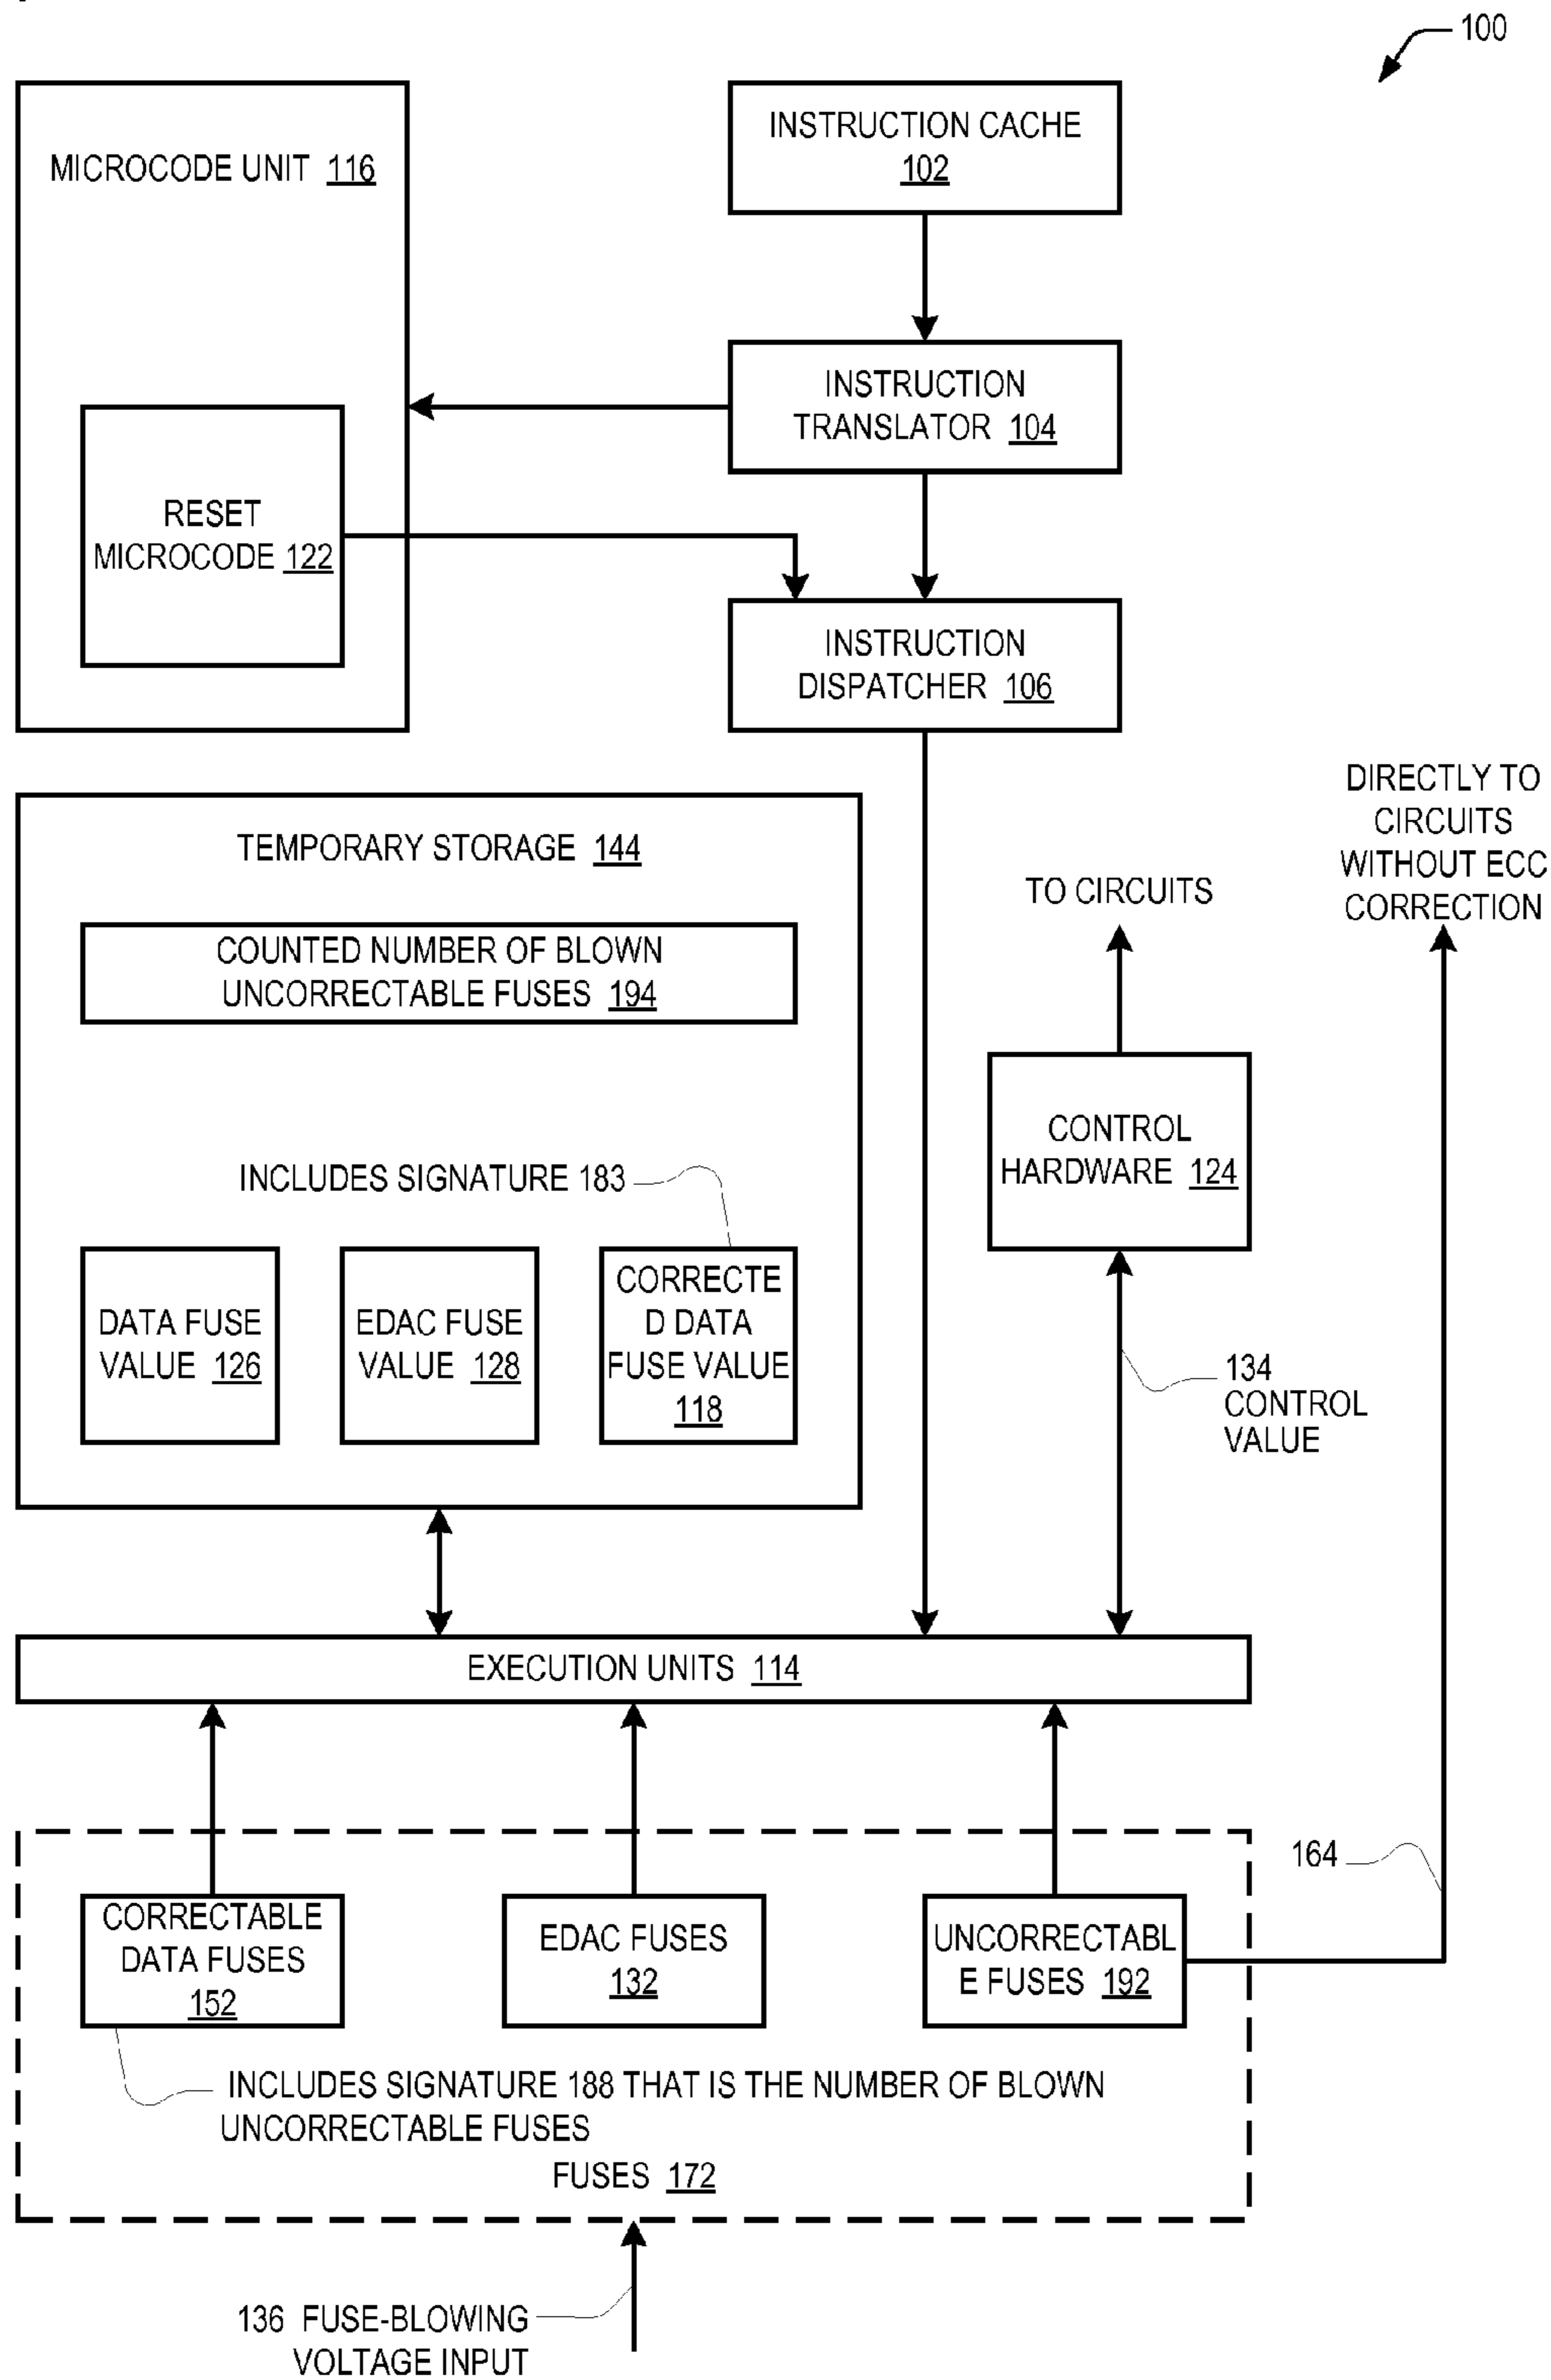 100
INSTRUCTION CACHE
102
MICROCODE UNIT 116
INSTRUCTION
TRANSLATOR 104
RESET
MICROCODE 122
INSTRUCTION
DISPATCHER 106
DIRECTLY TO
CIRCUITS
WITHOUT ECC
CORRECTION
TEMPORARY STORAGE 144
TO CIRCUITS
COUNTED NUMBER OF BLOWN
UNCORRECTABLE FUSES 194
CONTROL
HARDWARE 124
INCLUDES SIGNATURE 183
DATA FUSE
VALUE 126
EDAC FUSE
VALUE 128
CORRECTE
D DATA
FUSE VALUE
118
134
CONTROL
VALUE
EXECUTION UNITS 114
164
CORRECTABLE
DATA FUSES
152
EDAC FUSES
132
UNCORRECTABL
E FUSES 192
INCLUDES SIGNATURE 188 THAT IS THE NUMBER OF BLOWN
UNCORRECTABLE FUSES
FUSES 172
136 FUSE-BLOWING
VOLTAGE INPUT